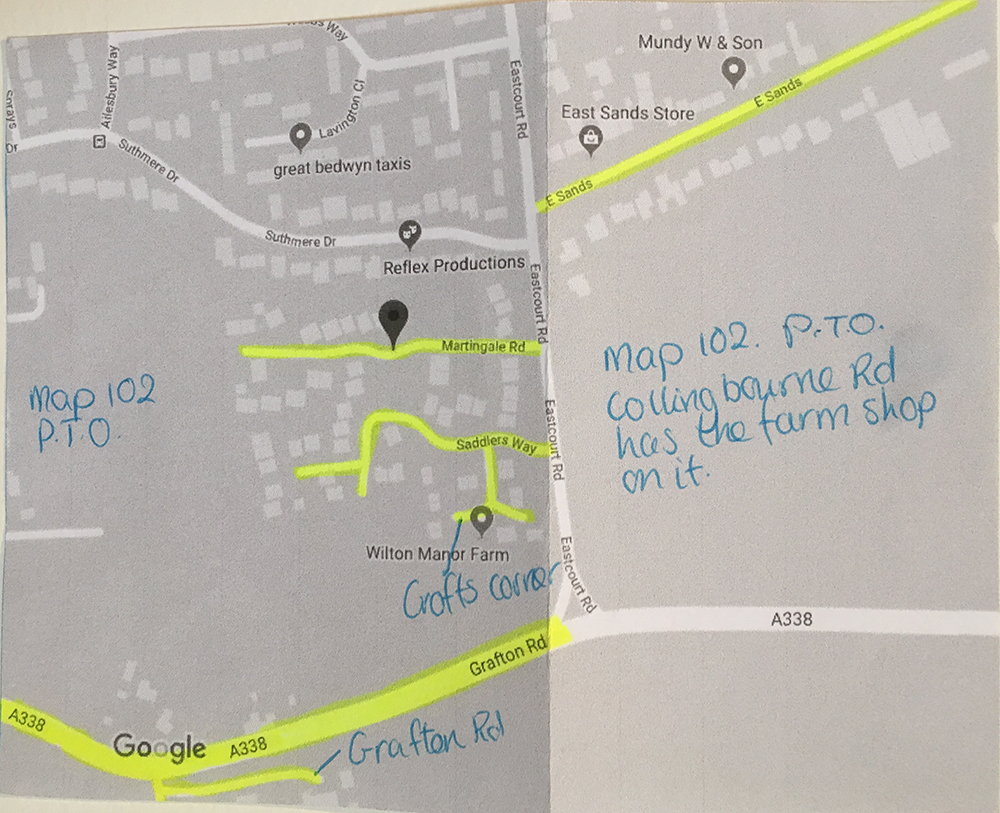 Mundy W & Son
E Sands
East Sands Store
E Sands
Way
Ailesbury Way
Lavington Cl
Eastcourt Rd
Dr
Suthmere Dr
great bedwyn taxis
Suthmere Dr
Reflex Productions
Eastcourt Rd
Martingale Rd
Map 102
P.T.O.
Map 102. P.T.O.
Collingbourne Rd
has the farm shop
on it.
Eastcourt Rd
Saddlers Way
Wilton Manor Farm
Crofts corner
Eastcourt Rd
A338
Grafton Rd
A338
Google
A338
Grafton Rd